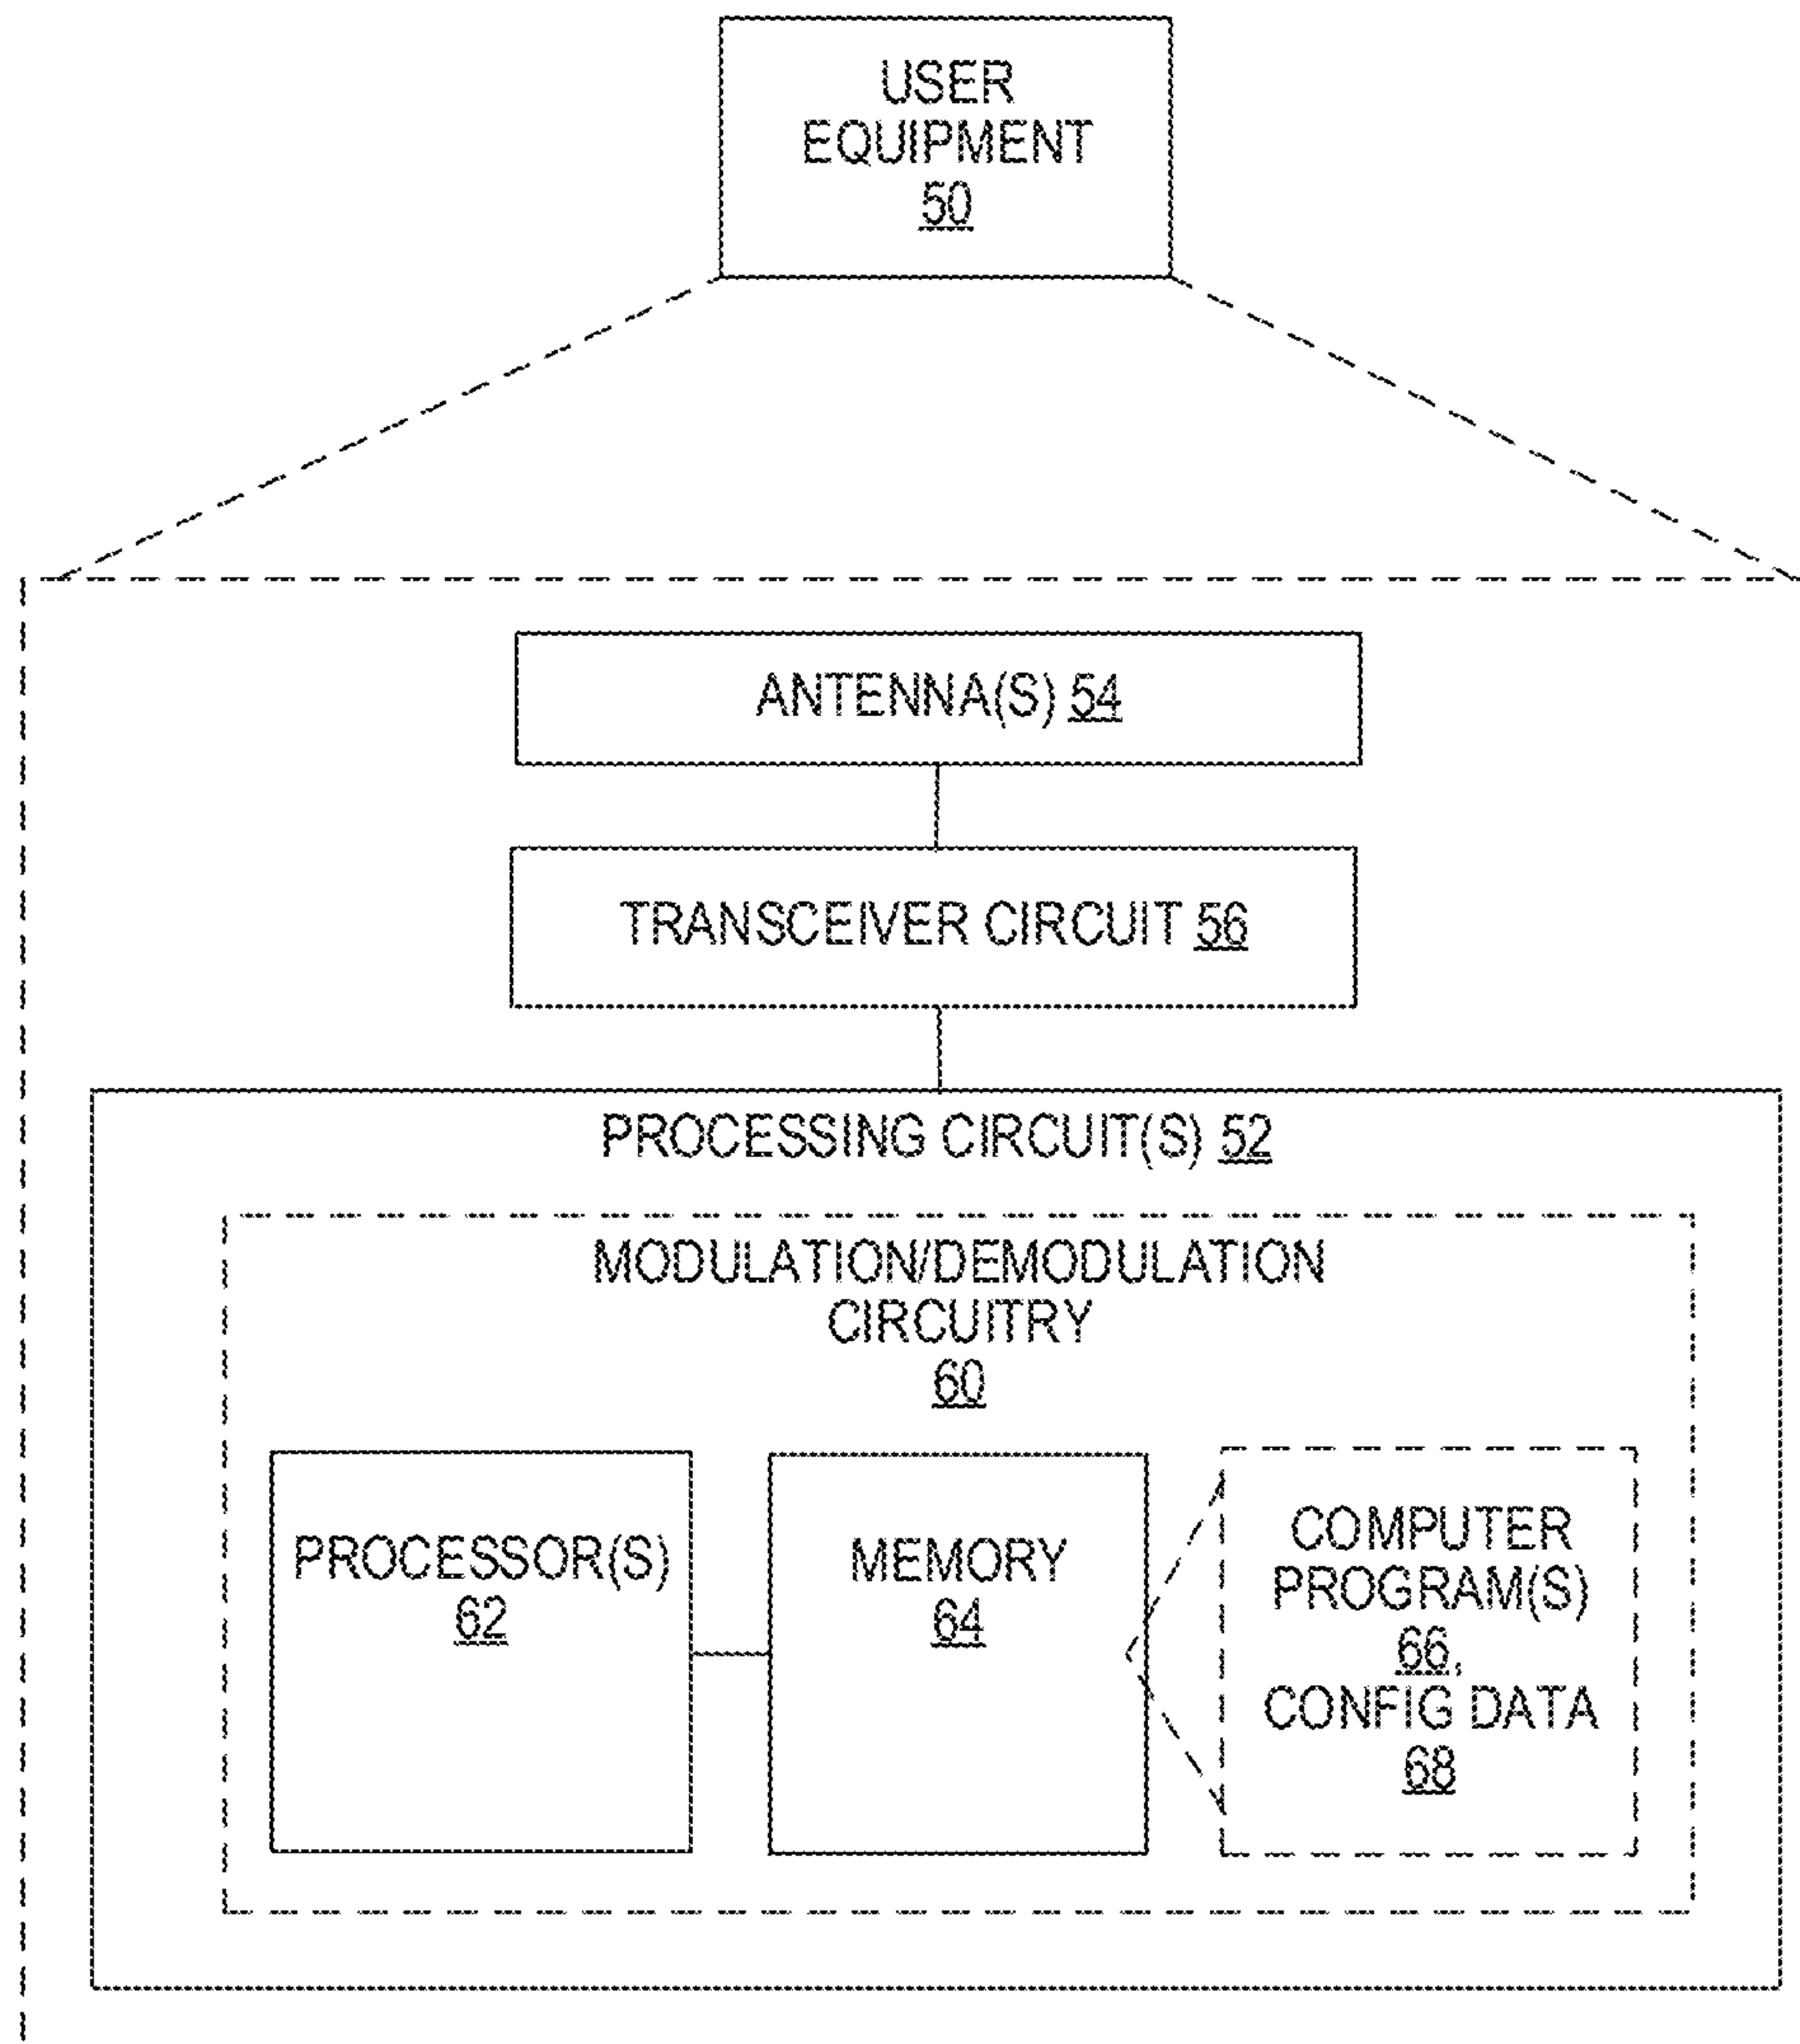 USER
EQUIPMENT
50
ANTENNA(S) 54
TRANSCEIVER CIRCUIT 56
PROCESSING CIRCUIT(S) 52
MODULATION/DEMODULATION
CIRCUITRY
60
PROCESSOR(S)
62
MEMORY
64
COMPUTER
PROGRAM(S)
66,
CONFIG DATA
68